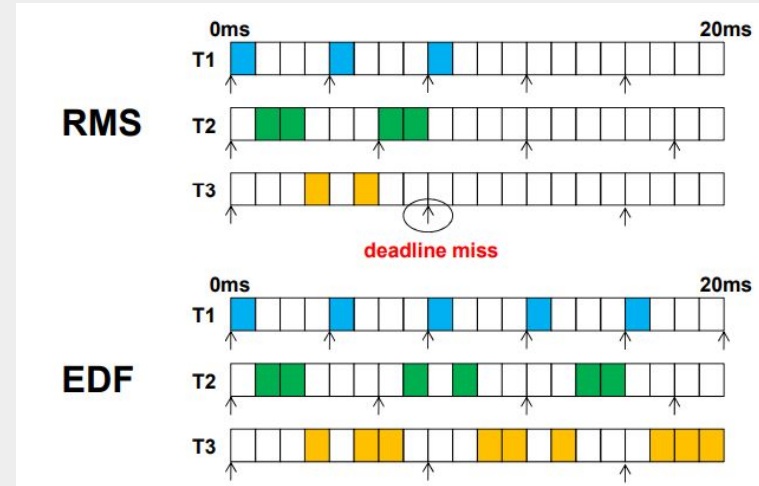 0ms 20ms
T1
RMS T2
T3
deadline miss
0ms 20ms
T1
EDF T2
T3